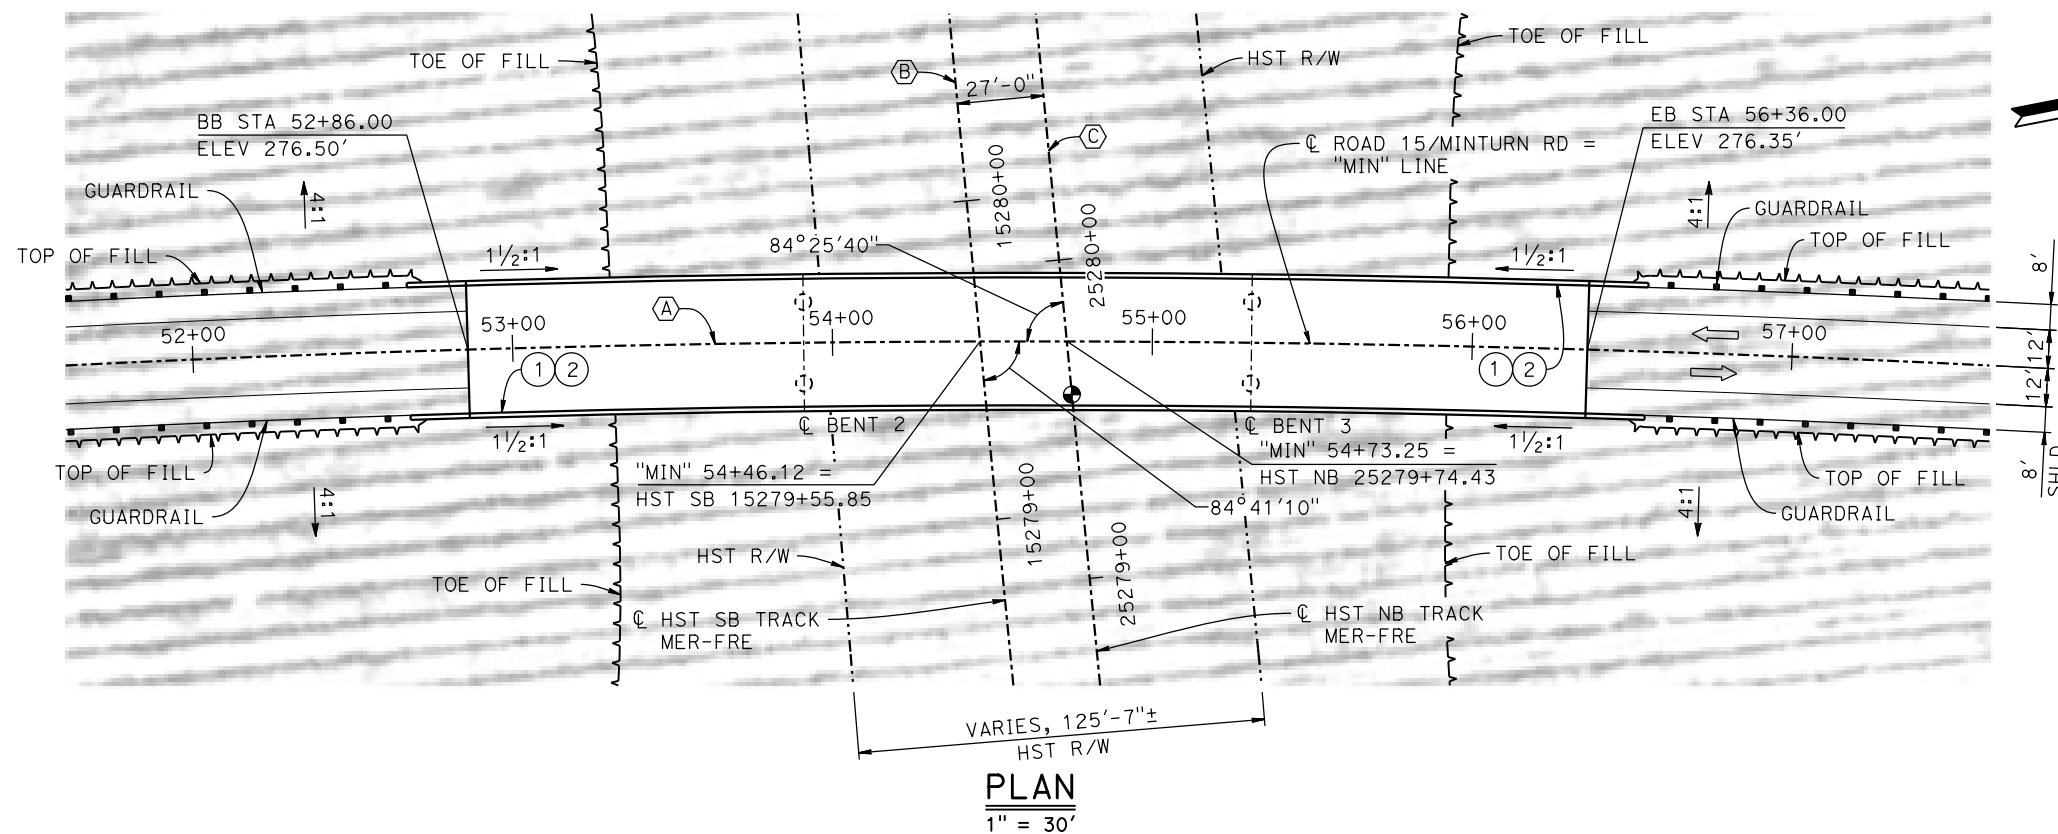 TOE OF FILL
B
27'-0"
HST R/W
TOE OF FILL
BB STA 52+86.00
ELEV 276.50'
C
EB STA 56+36.00
ELEV 276.35'
℄ ROAD 15/MINTURN RD =
"MIN" LINE
GUARDRAIL
4:1
15280+00
25280+00
4:1
GUARDRAIL
TOP OF FILL
1½:1
84°25'40"
1½:1
TOP OF FILL
8'
52+00
53+00
A
54+00
55+00
56+00
57+00
12'
12'
1
2
1
2
℄ BENT 2
℄ BENT 3
1½:1
1½:1
TOP OF FILL
"MIN" 54+46.12 =
HST SB 15279+55.85
"MIN" 54+73.25 =
HST NB 25279+74.43
TOP OF FILL
8'
SHLD
GUARDRAIL
4:1
15279+00
84°41'10"
4:1
GUARDRAIL
HST R/W
25279+00
TOE OF FILL
TOE OF FILL
℄ HST SB TRACK
MER-FRE
℄ HST NB TRACK
MER-FRE
VARIES, 125'-7"±
HST R/W
PLAN
1" = 30'